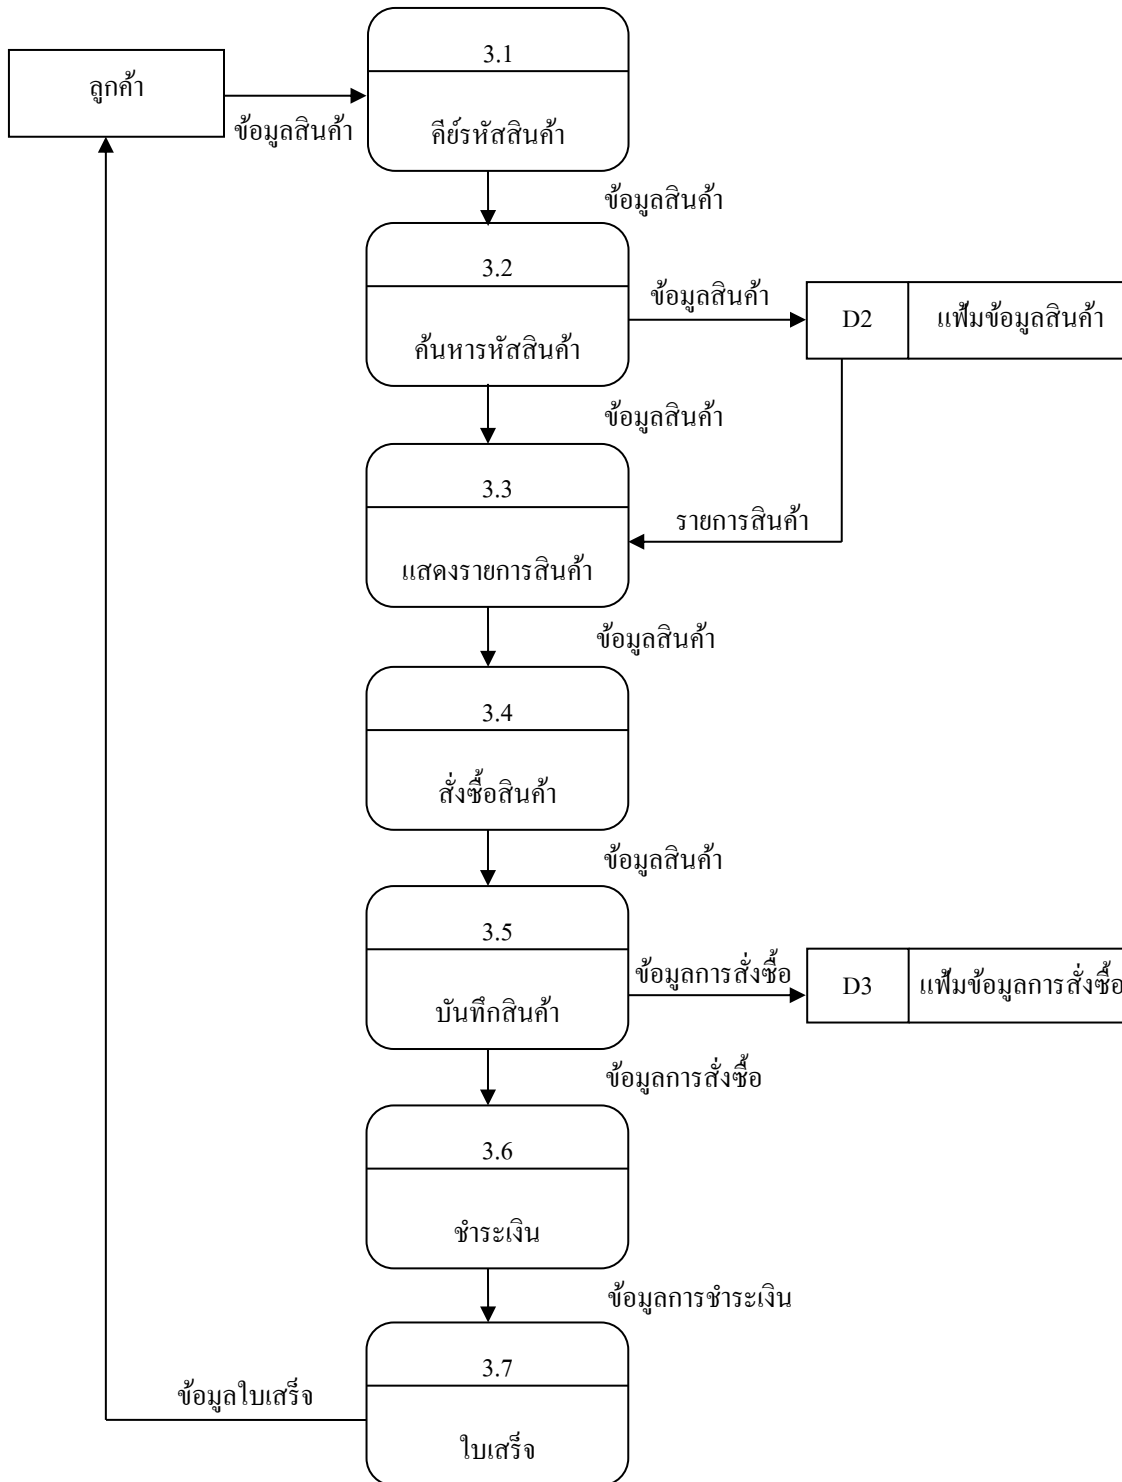 3.1
ลูกค้า
ข้อมูลสินค้า
คีย์รหัสสินค้า
ข้อมูลสินค้า
3.2
ข้อมูลสินค้า
D2
แฟ้มข้อมูลสินค้า
ค้นหารหัสสินค้า
ข้อมูลสินค้า
3.3
รายการสินค้า
แสดงรายการสินค้า
ข้อมูลสินค้า
3.4
สั่งซื้อสินค้า
ข้อมูลสินค้า
3.5
ข้อมูลการสั่งซื้อ
D3
แฟ้มข้อมูลการสั่งซื้อ
บันทึกสินค้า
ข้อมูลการสั่งซื้อ
3.6
ชำระเงิน
ข้อมูลการชำระเงิน
3.7
ข้อมูลใบเสร็จ
ใบเสร็จ